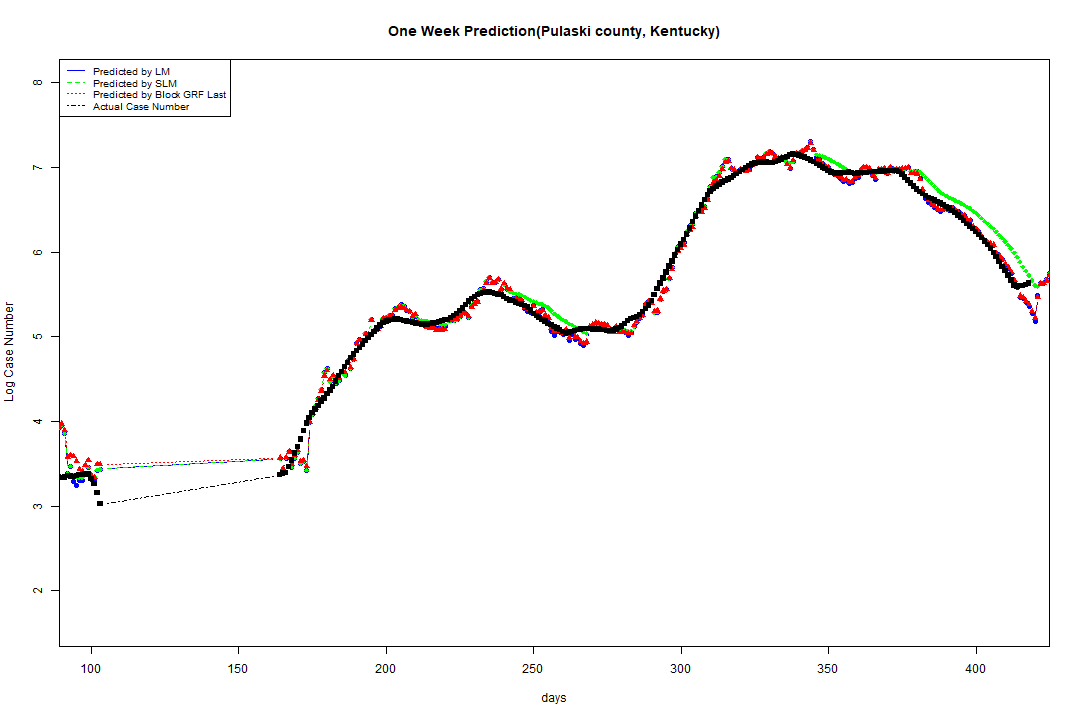 One Week Prediction(Pulaski county, Kentucky)
Predicted by LM
Predicted by SLM
Predicted by Block GRF Last
Actual Case Number
8
7
6
5
4
3
2
Log Case Number
100 150 200 250 300 350 400
days